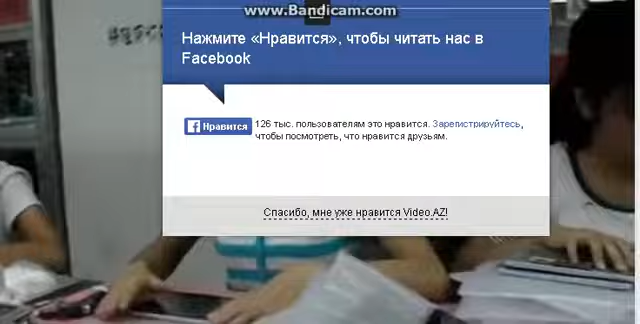 www.Bandicam.com
Нажмите «Нравится», чтобы читать нас в
Facebook
Нравится
126 тыс. пользователям это нравится. Зарегистрируйтесь,
чтобы посмотреть, что нравится друзьям.
Спасибо, мне уже нравится Video.AZ!